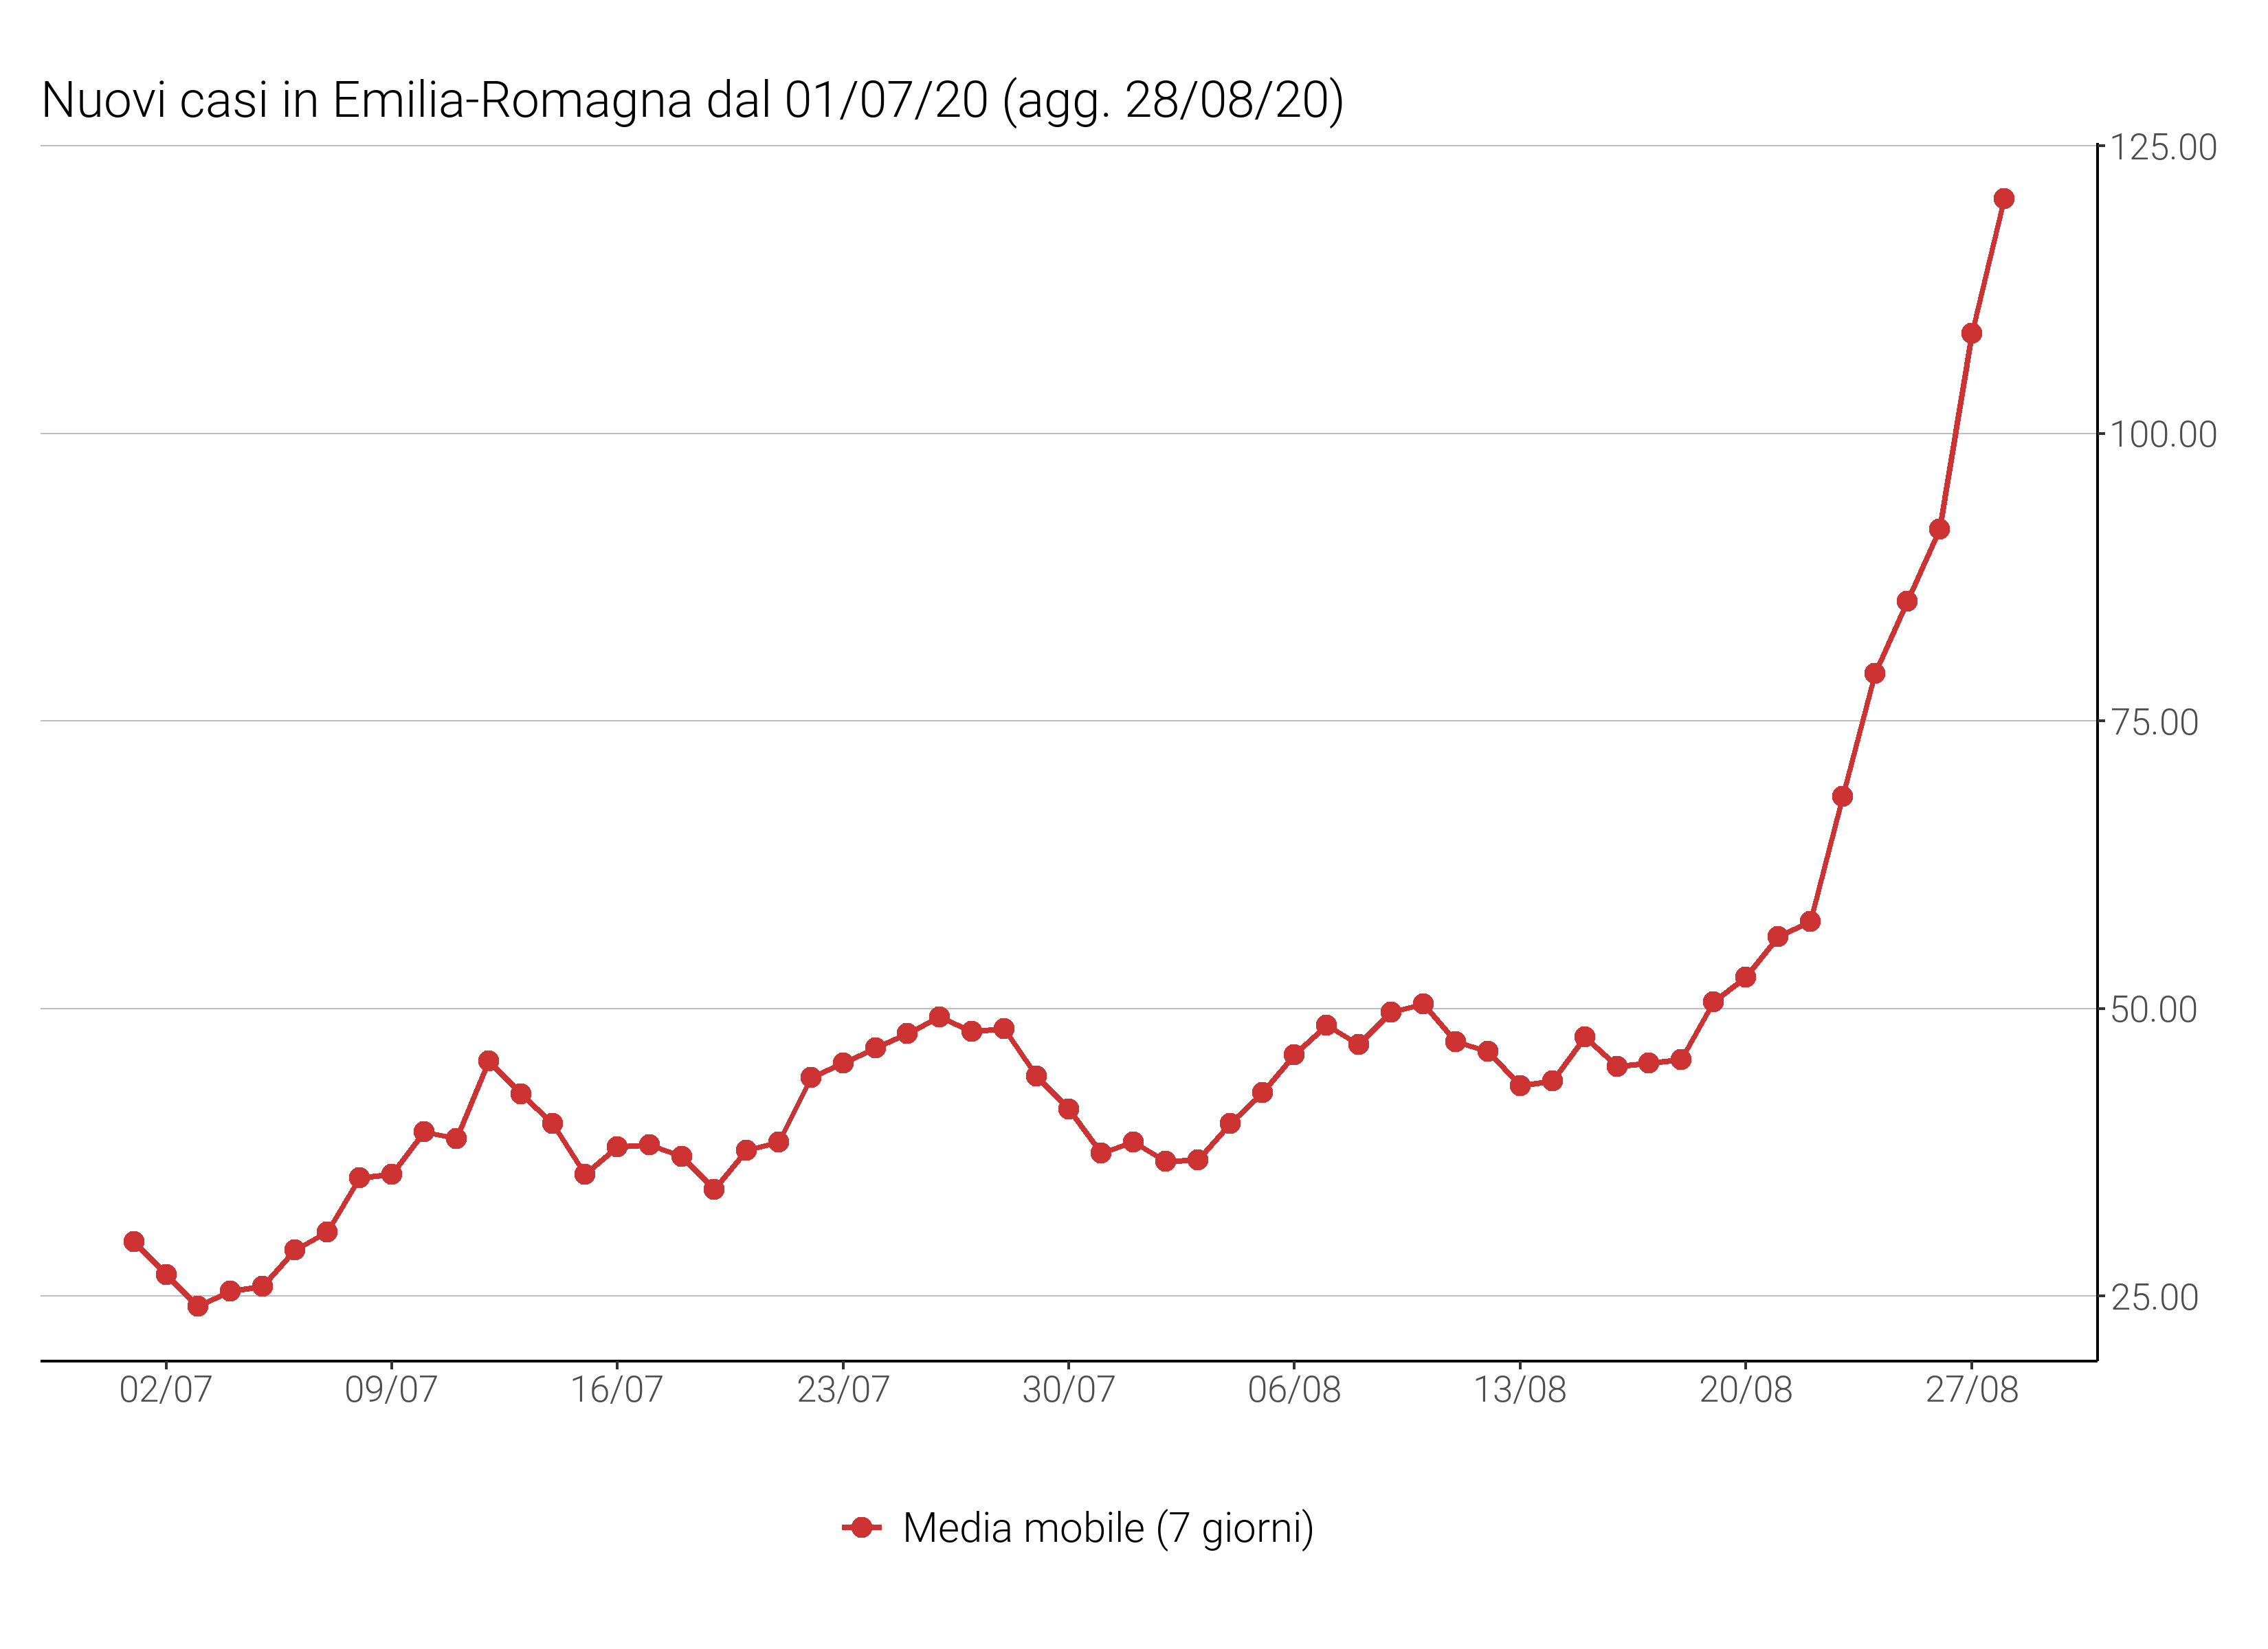 Nuovi casi in Emilia-Romagna dal 01/07/20 (agg. 28/08/20)
125.00
100.00
75.00
50.00
25.00
02/07 09/07 16/07 23/07 30/07 06/08 13/08 20/08 27/08
Media mobile (7 giorni)